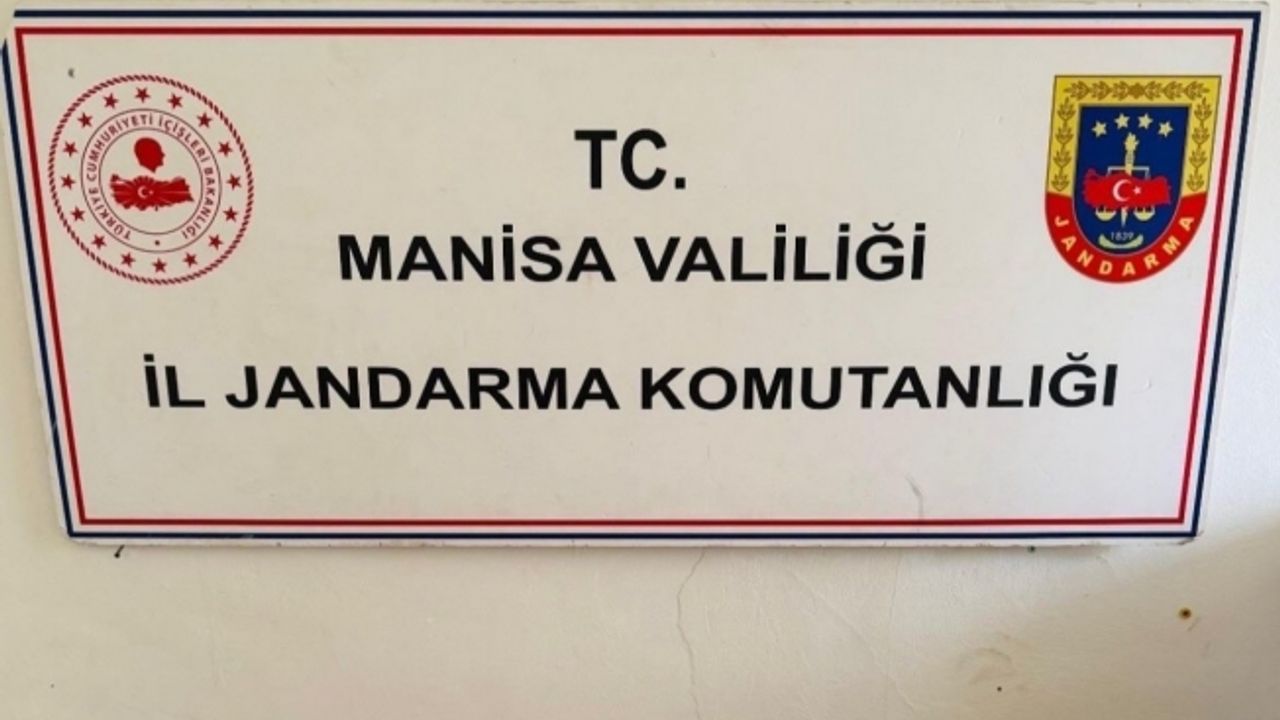 TÜRKİYE CUMHURİYETİ İÇİŞLERİ BAKANLIĞI
TC.
MANİSA VALİLİĞİ
İL JANDARMA KOMUTANLIĞI
1839
JANDARMA